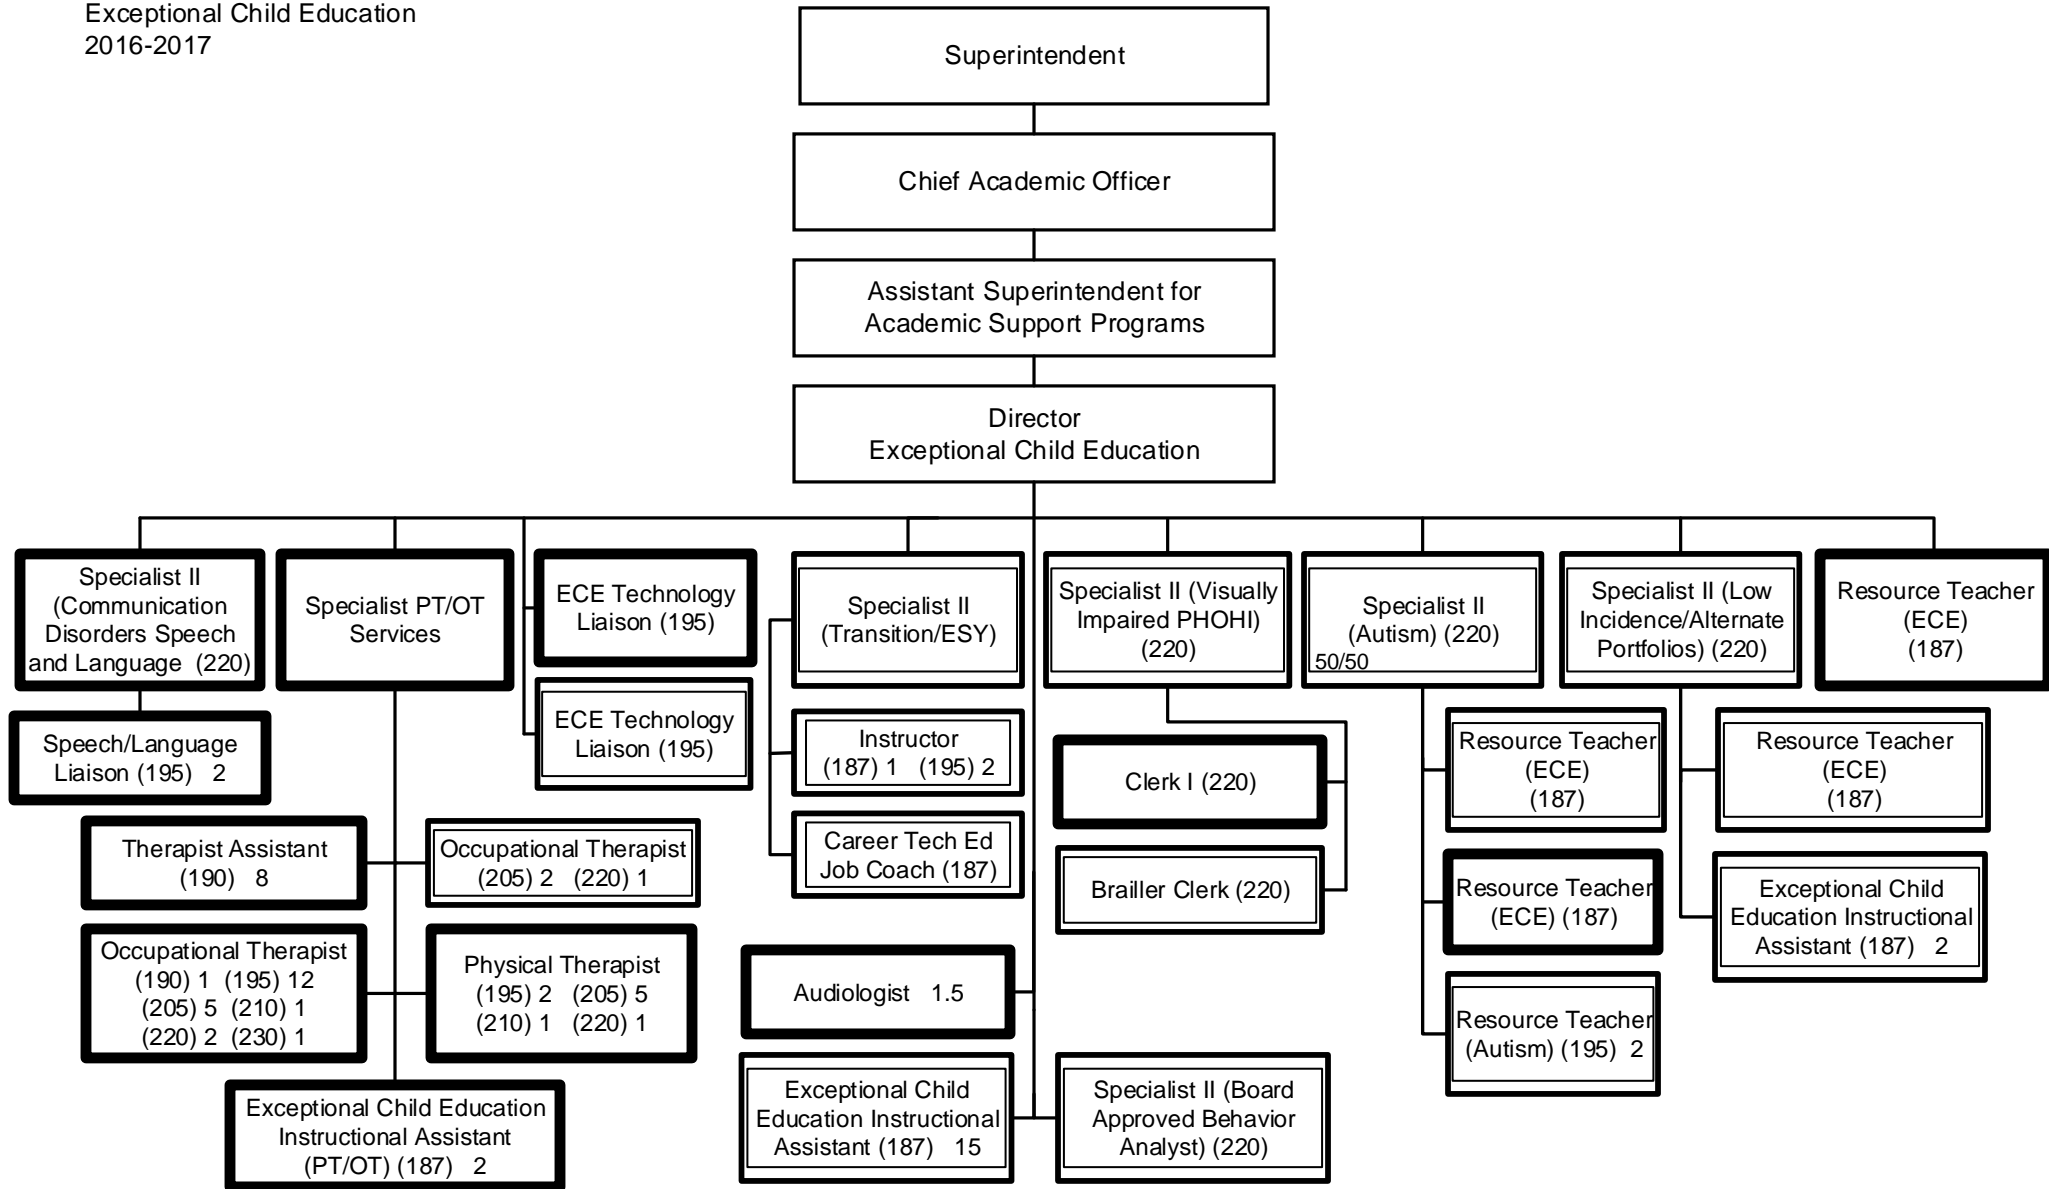 Exceptional Child Education
2016-2017
Superintendent
Chief Academic Officer
Assistant Superintendent for
Academic Support Programs
Director
Exceptional Child Education
Specialist II
(Communication
Disorders Speech
and Language (220)
Specialist PT/OT
Services
ECE Technology
Liaison (195)
ECE Technology
Liaison (195)
Specialist II
(Transition/ESY)
Specialist II (Visually
Impaired PHOHI)
(220)
Specialist II
(Autism) (220)
50/50
Specialist II (Low
Incidence/Alternate
Portfolios) (220)
Resource Teacher
(ECE)
(187)
Speech/Language
Liaison (195) 2
Instructor
(187) 1 (195) 2
Career Tech Ed
Job Coach (187)
Clerk I (220)
Brailler Clerk (220)
Resource Teacher
(ECE)
(187)
Resource Teacher
(ECE) (187)
Resource Teacher
(Autism) (195) 2
Resource Teacher
(ECE)
(187)
Exceptional Child
Education Instructional
Assistant (187) 2
Therapist Assistant
(190) 8
Occupational Therapist
(205) 2 (220) 1
Occupational Therapist
(190) 1 (195) 12
(205) 5 (210) 1
(220) 2 (230) 1
Physical Therapist
(195) 2 (205) 5
(210) 1 (220) 1
Exceptional Child Education
Instructional Assistant
(PT/OT) (187) 2
Audiologist 1.5
Exceptional Child
Education Instructional
Assistant (187) 15
Specialist II (Board
Approved Behavior
Analyst) (220)